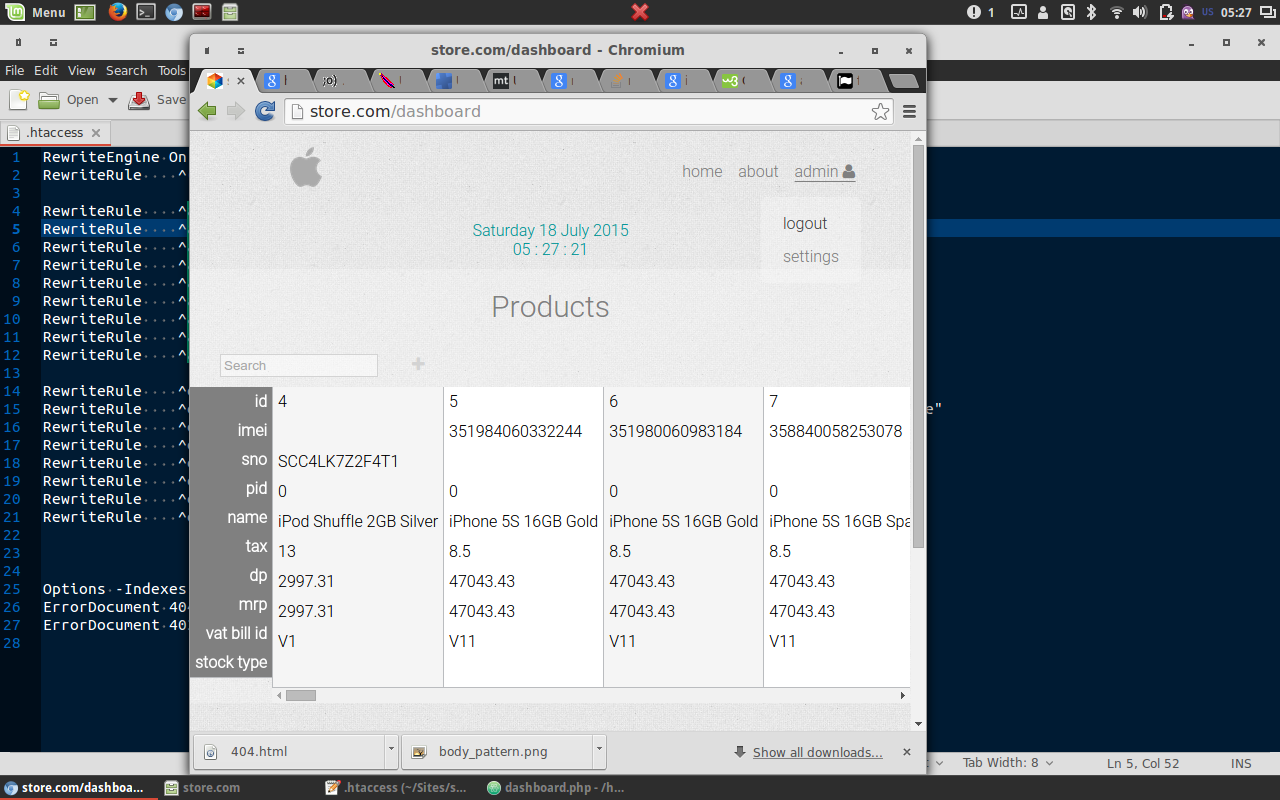 Menu
1
US
05:27
store.com/dashboard - Chromium
File Edit View Search Tools
Open
Save
store.com/dashboard
.htaccess
home about admin
logout
settings
Saturday 18 July 2015
05 : 27 : 21
Products
Search
id 4 5 6 7
imei 351984060332244 351980060983184 358840058253078
sno SCC4LK7Z2F4T1
pid 0 0 0 0
name iPod Shuffle 2GB Silver iPhone 5S 16GB Gold iPhone 5S 16GB Gold iPhone 5S 16GB Spa
tax 13 8.5 8.5 8.5
dp 2997.31 47043.43 47043.43 47043.43
mrp 2997.31 47043.43 47043.43 47043.43
vat bill id V1 V11 V11 V11
stock type
1 RewriteEngine On
2 RewriteRule ^
3
4 RewriteRule ^
5 RewriteRule ^
6 RewriteRule ^
7 RewriteRule ^
8 RewriteRule ^
9 RewriteRule ^
10 RewriteRule ^
11 RewriteRule ^
12 RewriteRule ^
13
14 RewriteRule ^
15 RewriteRule ^ e"
16 RewriteRule ^
17 RewriteRule ^
18 RewriteRule ^
19 RewriteRule ^
20 RewriteRule ^
21 RewriteRule ^
22
23
24
25 Options -Indexes
26 ErrorDocument 40
27 ErrorDocument 40
28
404.html
body_pattern.png
Show all downloads...
Tab Width: 8
Ln 5, Col 52
INS
store.com/dashboa...
store.com
.htaccess (~/Sites/s...
dashboard.php - /h...